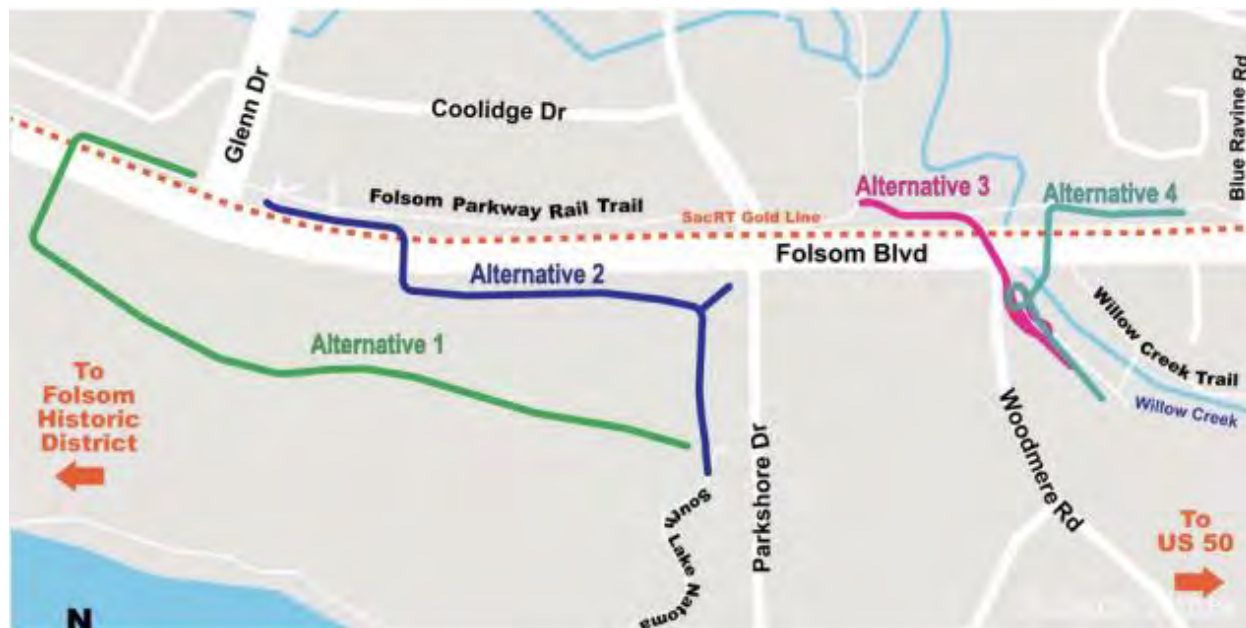 Blue Ravine Rd
Glenn Dr
Coolidge Dr
Alternative 3
Alternative 4
Folsom Parkway Rail Trail
SacRT Gold Line
Folsom Blvd
Alternative 2
Willow Creek Trail
Willow Creek
Alternative 1
To
Folsom
Historic
District
Woodmere Rd
Parkshore Dr
South Lake Natoma
To
US 50
N